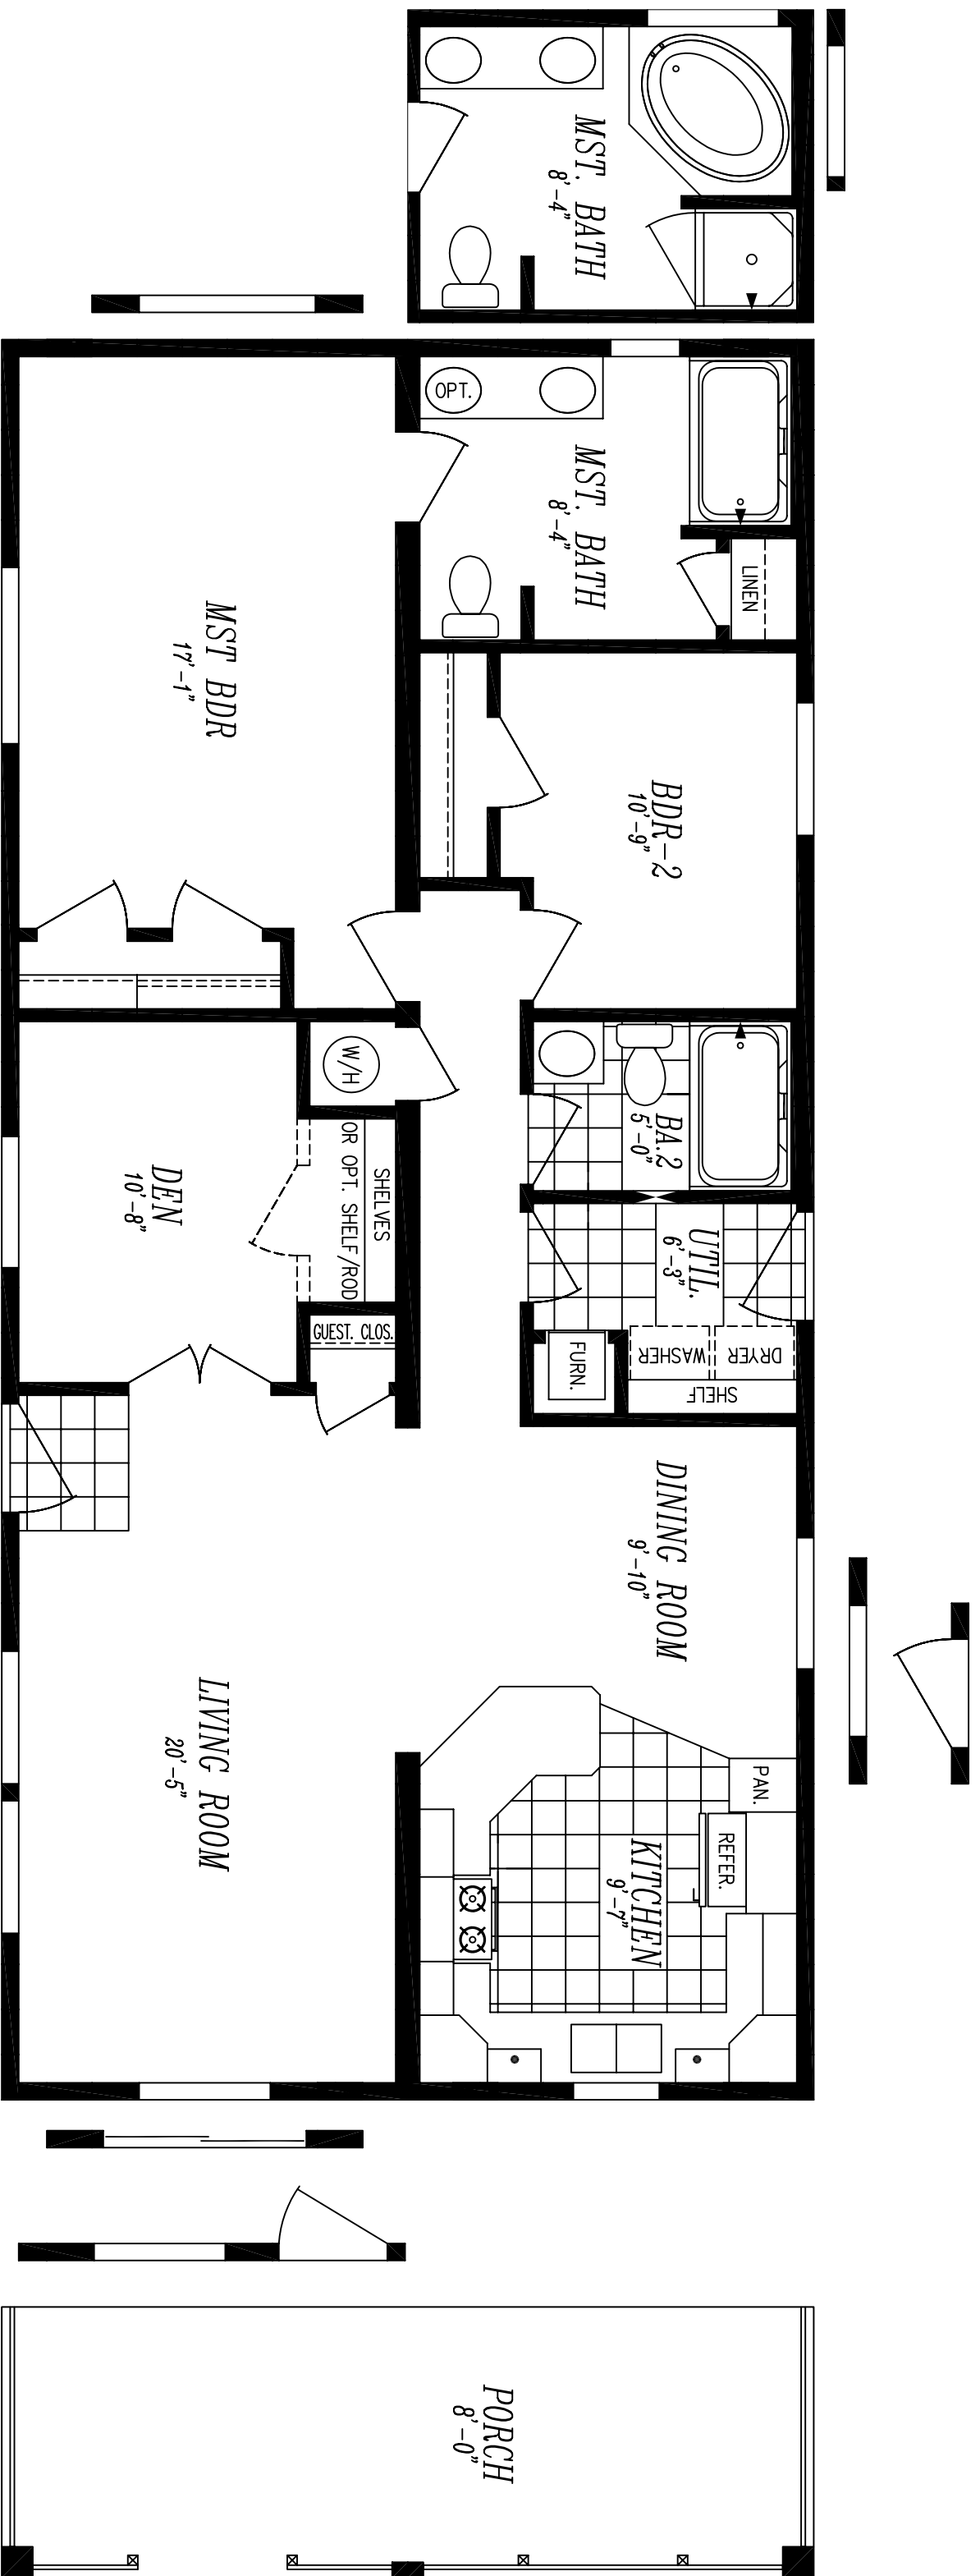 MST. BATH
8'-4"
OPT.
MST. BATH
8'-4"
LINEN
MST BDR
17'-1"
BDR-2
10'-9"
W/H
BA.2
5'-0"
DEN
10'-8"
SHELVES
OR OPT. SHELF/ROD
UTIL.
6'-3"
GUEST. CLOS.
FURN.
WASHER
DRYER
SHELF
DINING ROOM
9'-10"
LIVING ROOM
20'-5"
PAN.
REFER.
KITCHEN
9'-7"
PORCH
8'-0"